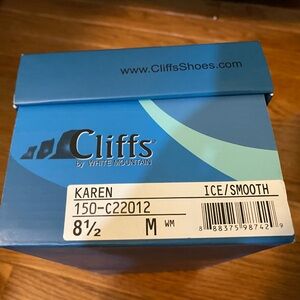 www.CliffsShoes.com
Cliffs
by WHITE MOUNTAIN
KAREN ICE/SMOOTH
150-C22012
8½ M WM
8 88375 98742 9